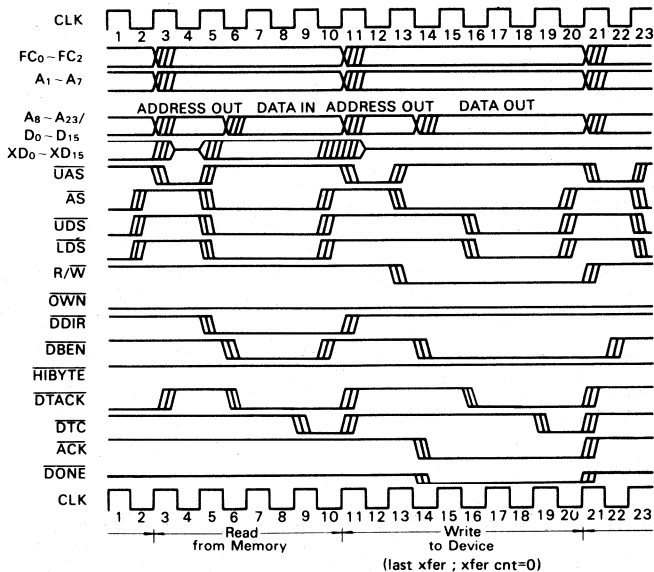 CLK
1 2 3 4 5 6 7 8 9 10 11 12 13 14 15 16 17 18 19 20 21 22 23
FC0~FC2
A1~A7
ADDRESS OUT DATA IN ADDRESS OUT DATA OUT
A8~A23/
D0~D15
XD0~XD15
UAS
AS
UDS
LDS
R/W
OWN
DDIR
DBEN
HIBYTE
DTACK
DTC
ACK
DONE
CLK
1 2 3 4 5 6 7 8 9 10 11 12 13 14 15 16 17 18 19 20 21 22 23
Read Write
from Memory to Device
(last xfer ; xfer cnt=0)